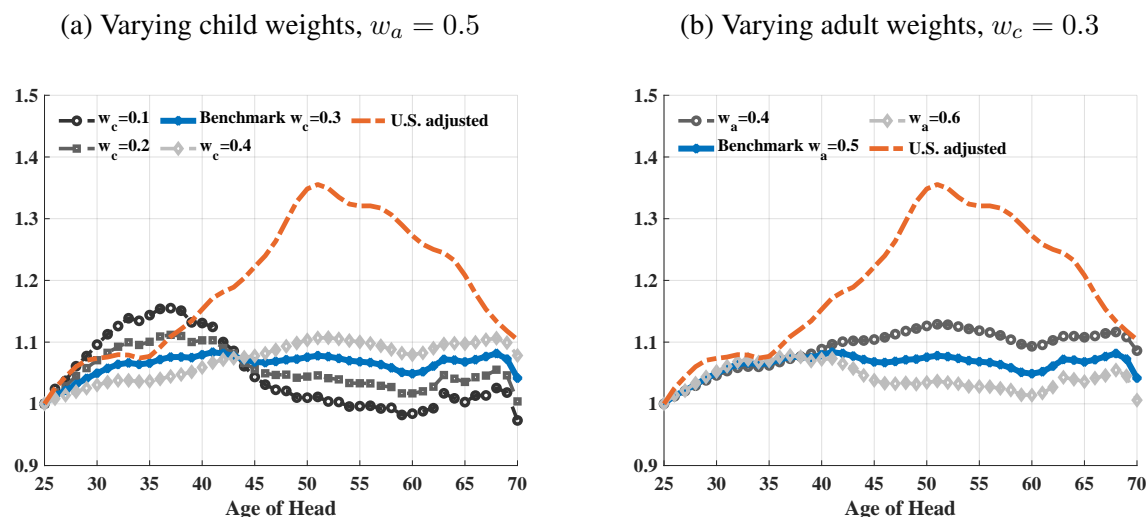 (a) Varying child weights, w_a = 0.5
1.5
1.4
1.3
1.2
1.1
1
0.9
w_c=0.1
Benchmark w_c=0.3
U.S. adjusted
w_c=0.2
w_c=0.4
25 30 35 40 45 50 55 60 65 70
Age of Head
(b) Varying adult weights, w_c = 0.3
1.5
1.4
1.3
1.2
1.1
1
0.9
w_a=0.4
w_a=0.6
Benchmark w_a=0.5
U.S. adjusted
25 30 35 40 45 50 55 60 65 70
Age of Head